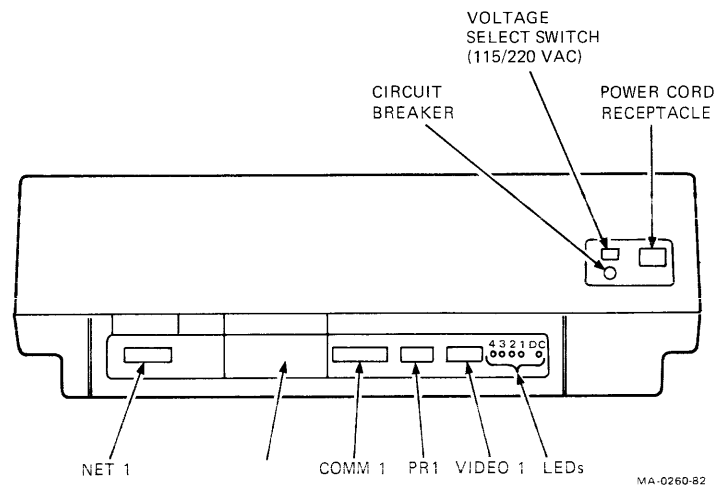 VOLTAGE
SELECT SWITCH
(115/220 VAC)
CIRCUIT
BREAKER
POWER CORD
RECEPTACLE
4 3 2 1 DC
NET 1
COMM 1
PR1
VIDEO 1
LEDs
MA-0260-82